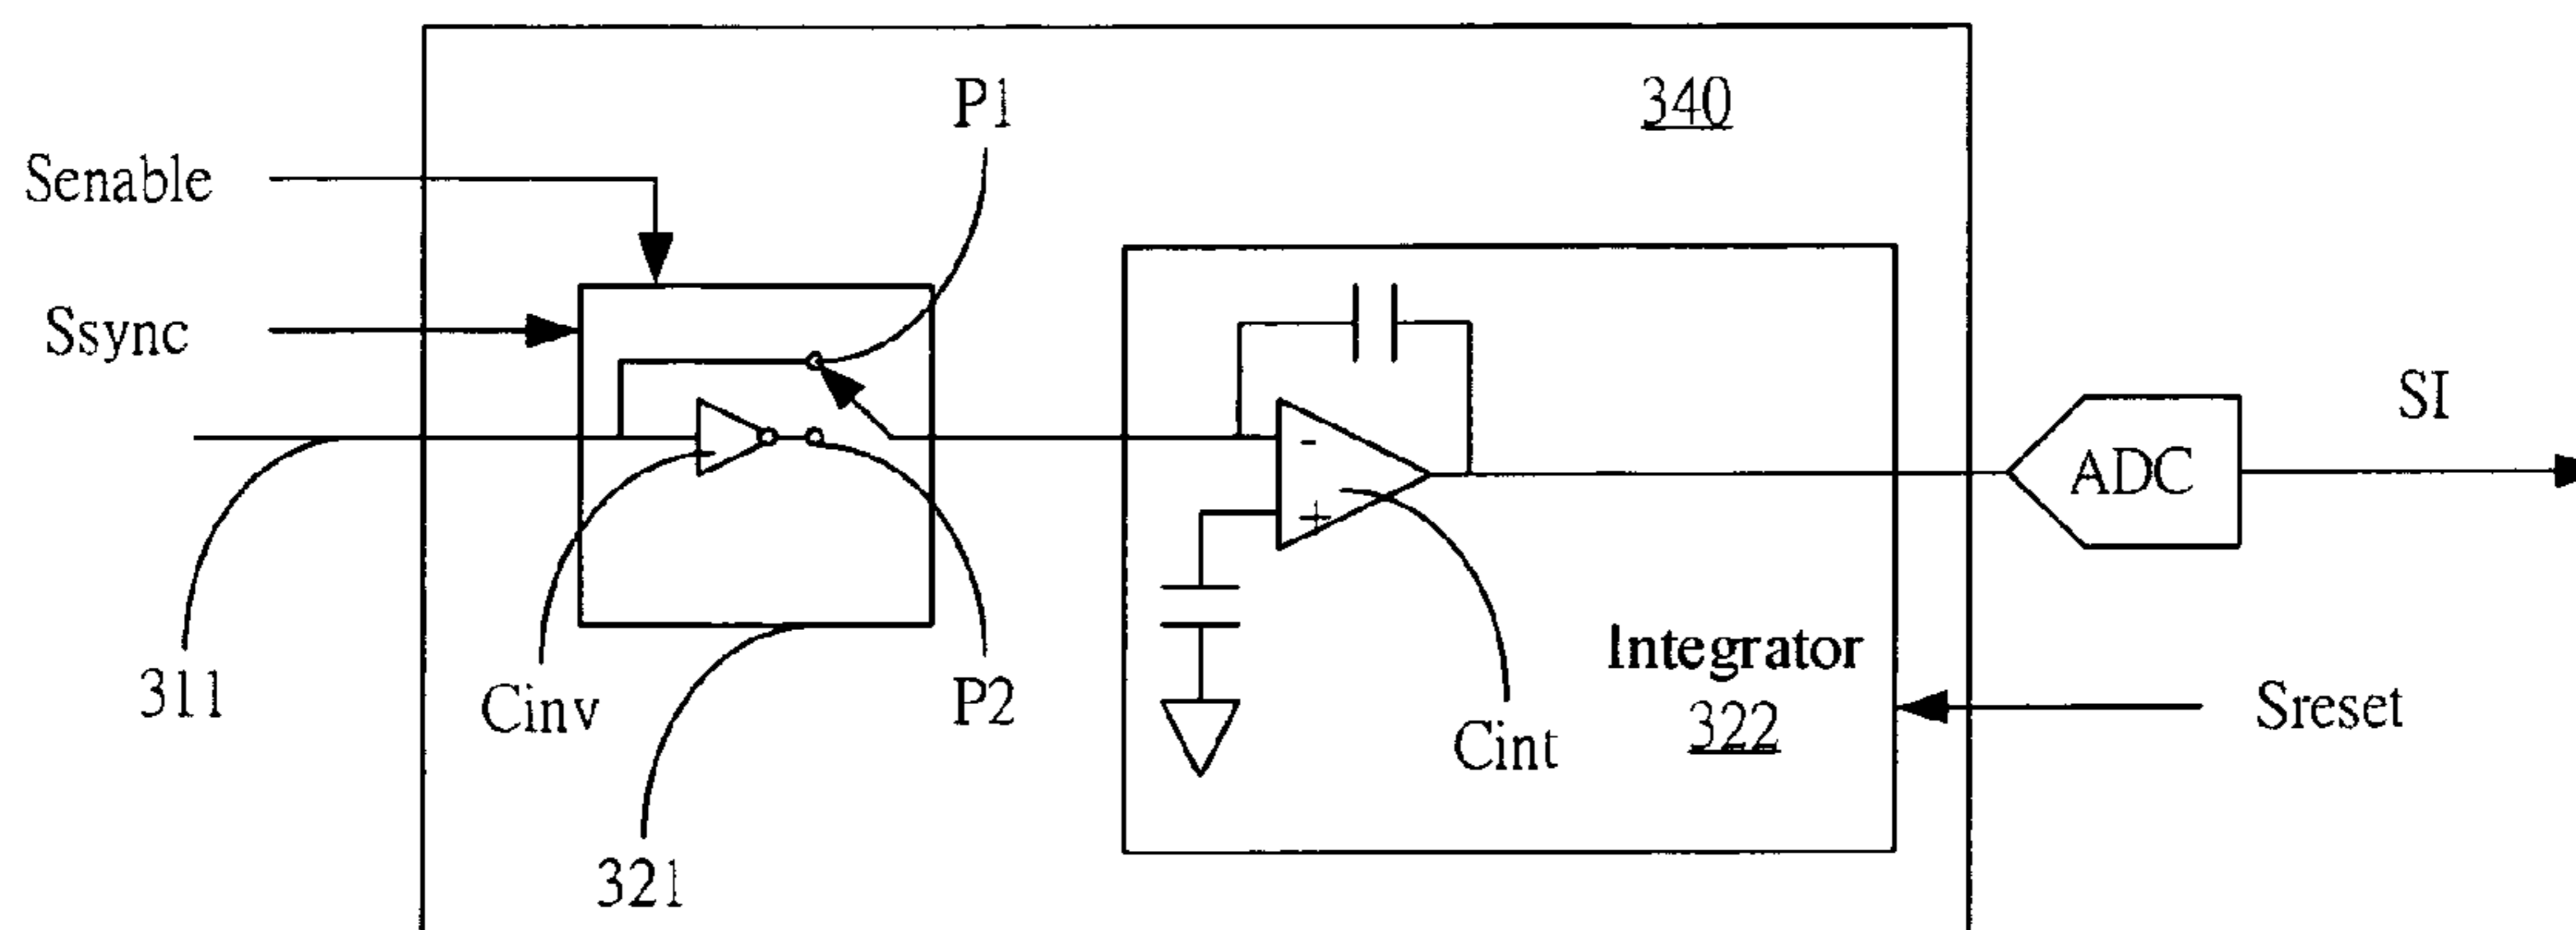 P1
340
Senable
Ssync
SI
ADC
-
+
Integrator
322
311
Cinv
P2
Cint
Sreset
321